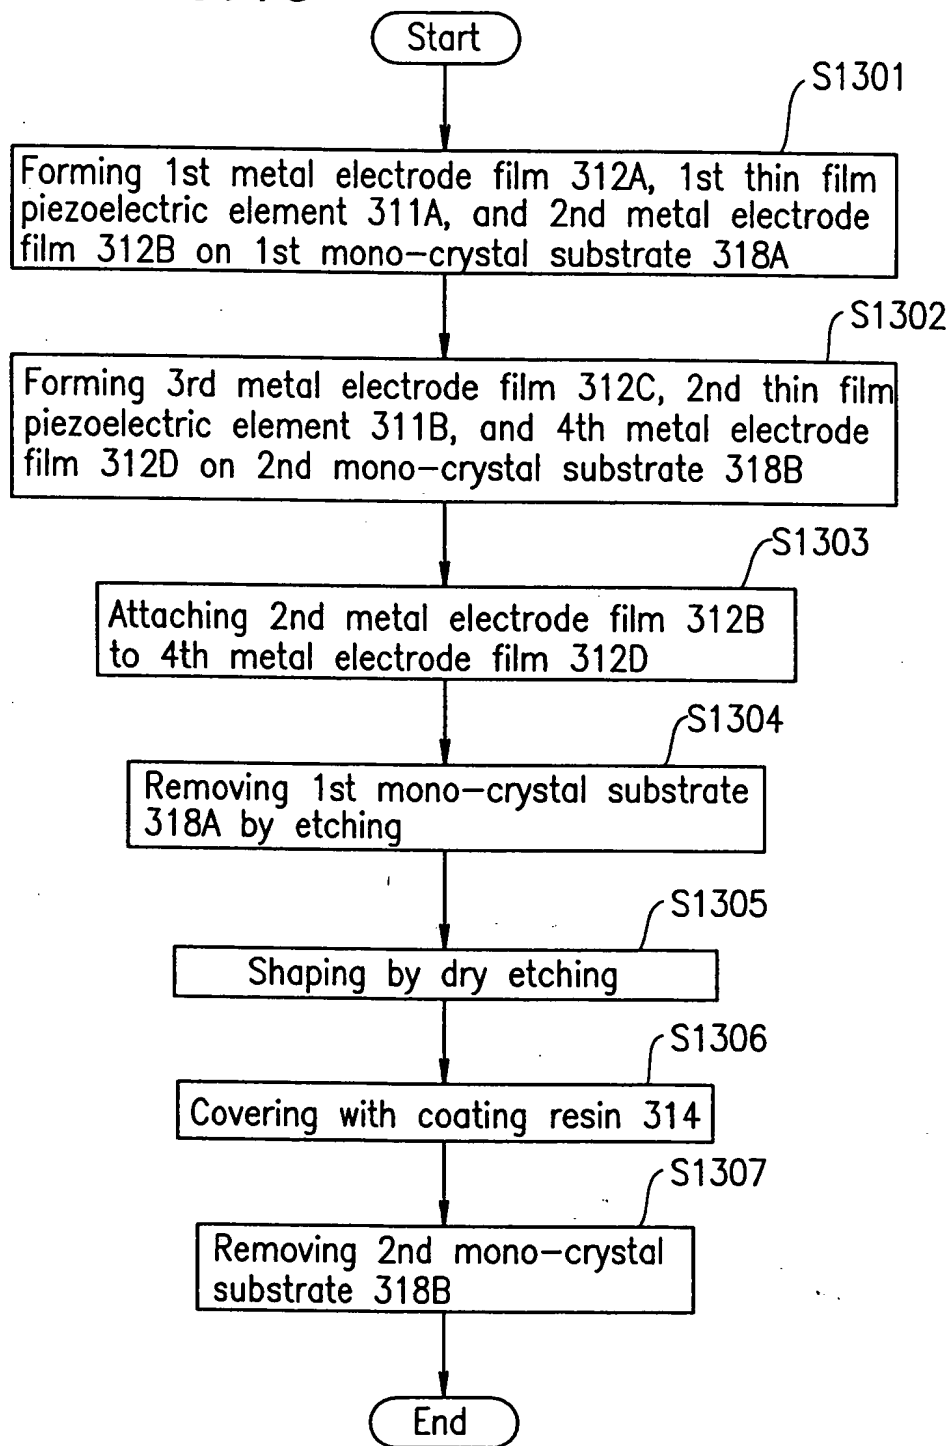 Start
S1301
Forming 1st metal electrode film 312A, 1st thin film
piezoelectric element 311A, and 2nd metal electrode
film 312B on 1st mono-crystal substrate 318A
S1302
Forming 3rd metal electrode film 312C, 2nd thin film
piezoelectric element 311B, and 4th metal electrode
film 312D on 2nd mono-crystal substrate 318B
S1303
Attaching 2nd metal electrode film 312B
to 4th metal electrode film 312D
S1304
Removing 1st mono-crystal substrate
318A by etching
S1305
Shaping by dry etching
S1306
Covering with coating resin 314
S1307
Removing 2nd mono-crystal
substrate 318B
End